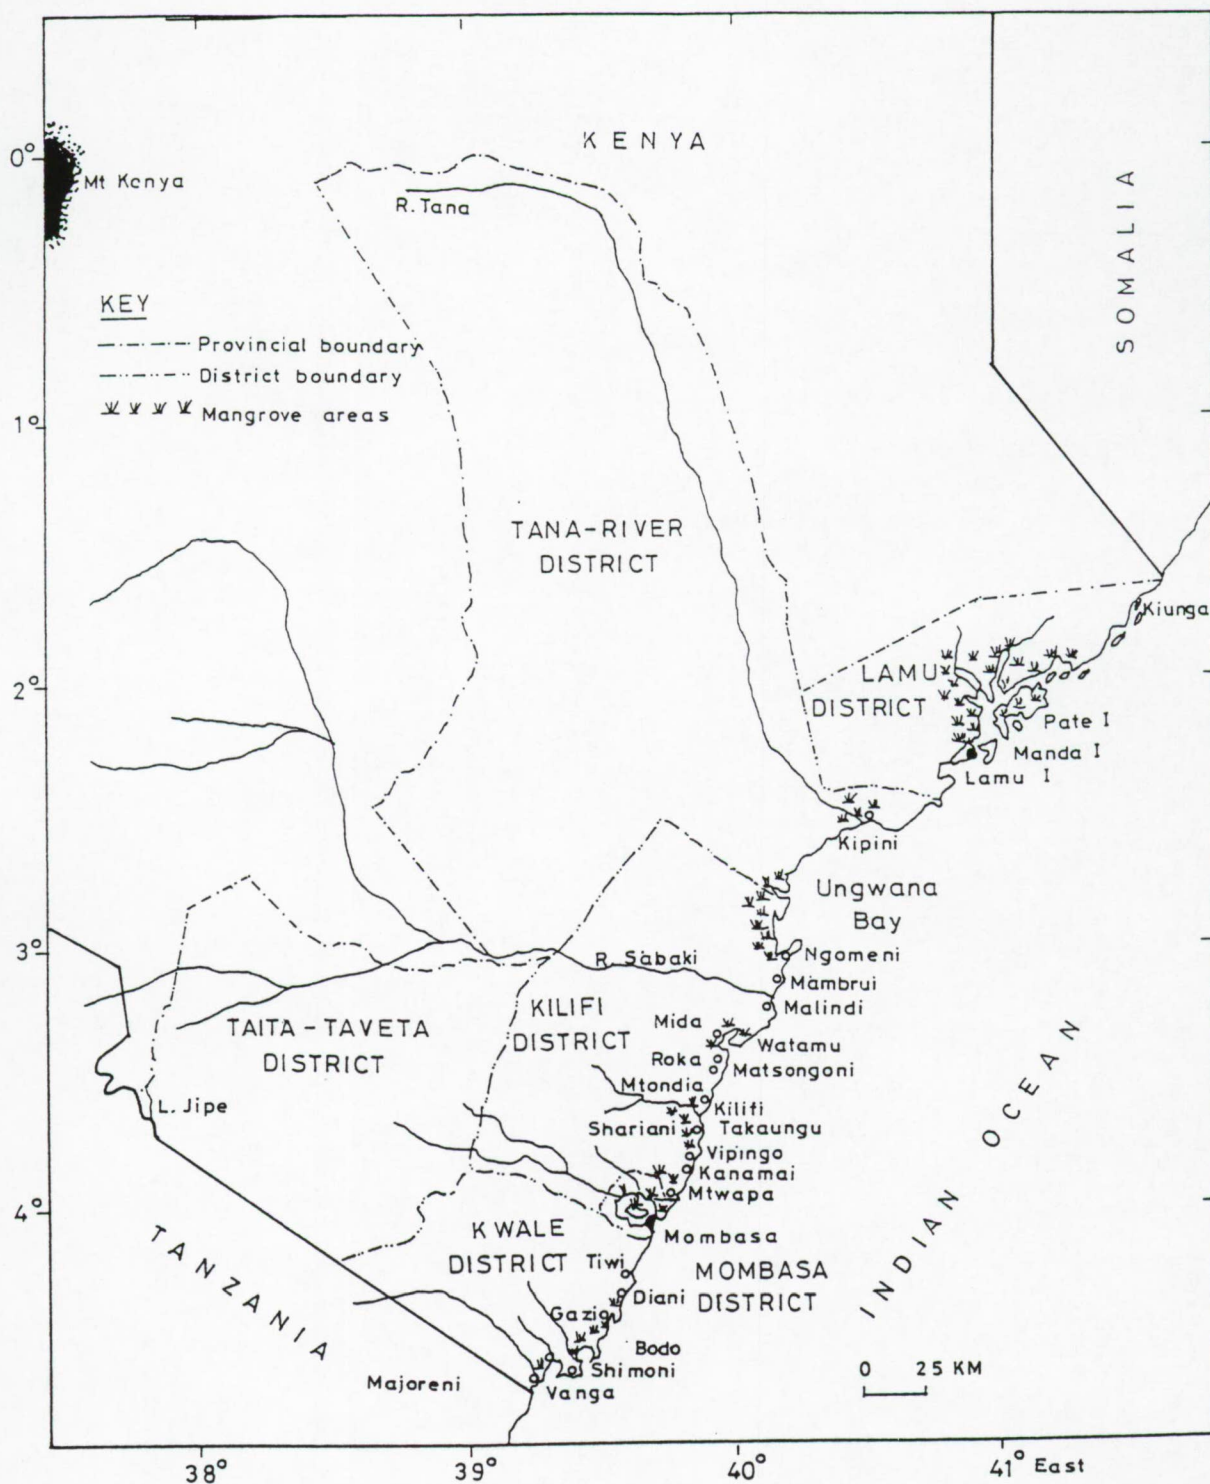 KENYA
0°
Mt Kenya
R. Tana
SOMALIA
KEY
Provincial boundary
District boundary
Mangrove areas
1°
TANA-RIVER
DISTRICT
Kiunga
2°
LAMU
DISTRICT
Pate I
Manda I
Lamu I
Kipini
Ungwana
Bay
3°
R. Sabaki
Ngomeni
Mambrui
Malindi
KILIFI
DISTRICT
TAITA-TAVETA
DISTRICT
Mida
Watamu
Roka
Matsongoni
Mtondia
L. Jipe
Kilifi
Shariani
Takaungu
Vipingo
Kanamai
Mtwapa
4°
KWALE
DISTRICT
Mombasa
Tiwi
MOMBASA
DISTRICT
INDIAN OCEAN
TANZANIA
Diani
Gazi
Bodo
Shimoni
Majoreni
Vanga
0 25 KM
38°
39°
40°
41° East